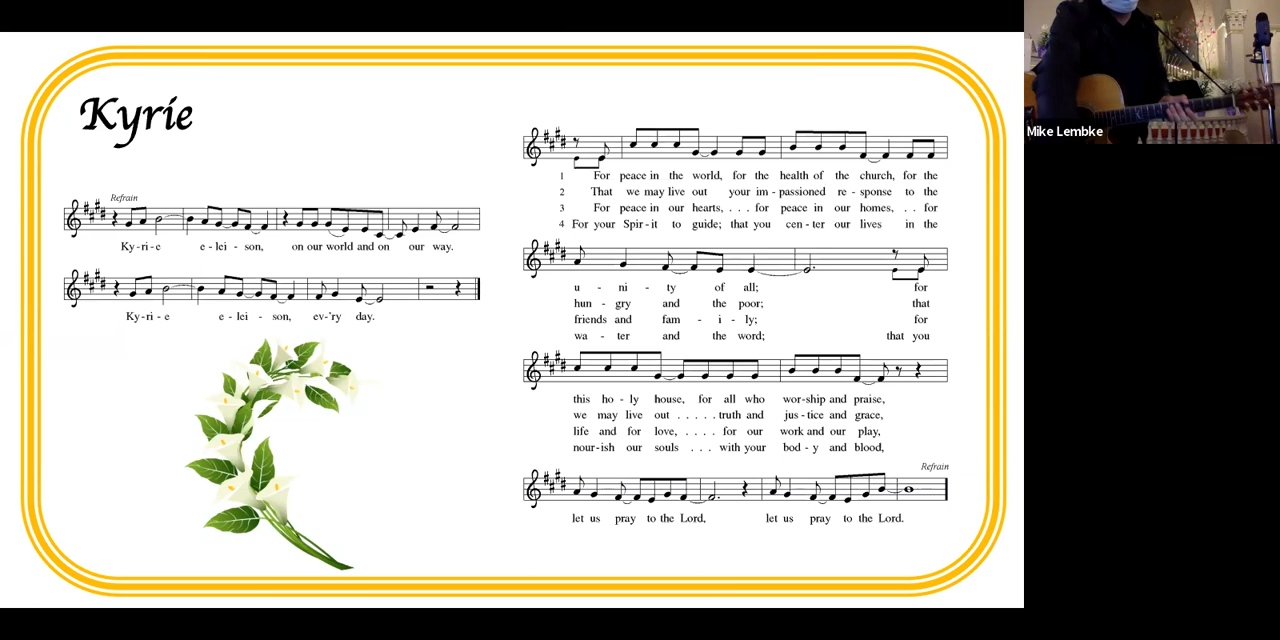 Kyrie
Refrain
Ky - ri - e e - lei - son, on our world and on our way.
Ky - ri - e e - lei - son, ev-'ry day.
1 For peace in the world, for the health of the church, for the
2 That we may live out your im - passioned re - sponse to the
3 For peace in our hearts, . . . for peace in our homes, . . for
4 For your Spir - it to guide; that you cen - ter our lives in the
u - ni - ty of all; for
hun - gry and the poor; that
friends and fam - i - ly; for
wa - ter and the word; that you
this ho - ly house, for all who wor-ship and praise,
we may live out . . . . . truth and jus - tice and grace,
life and for love, . . . . for our work and our play,
nour-ish our souls . . . with your bod - y and blood,
Refrain
let us pray to the Lord, let us pray to the Lord.
Mike Lembke